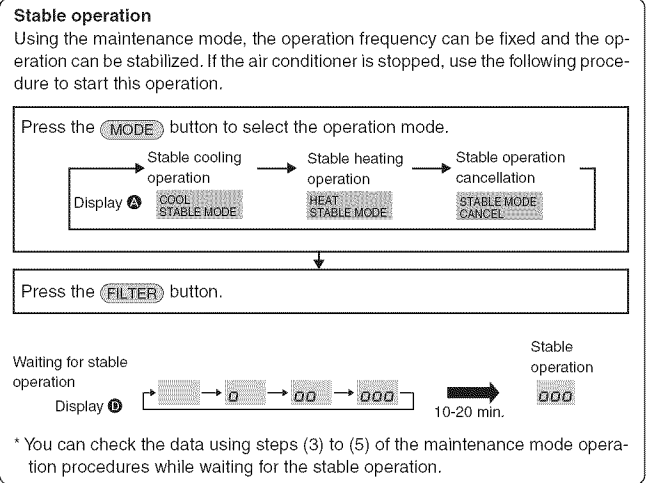 Stable operation
Using the maintenance mode, the operation frequency can be fixed and the op-
eration can be stabilized. If the air conditioner is stopped, use the following proce-
dure to start this operation.
Press the MODE button to select the operation mode.
Stable cooling
operation
Stable heating
operation
Stable operation
cancellation
Display A
COOL
STABLE MODE
HEAT
STABLE MODE
STABLE MODE
CANCEL
Press the FILTER button.
Waiting for stable
operation
Display D
o
oo
ooo
10-20 min.
Stable
operation
ooo
* You can check the data using steps (3) to (5) of the maintenance mode opera-
tion procedures while waiting for the stable operation.